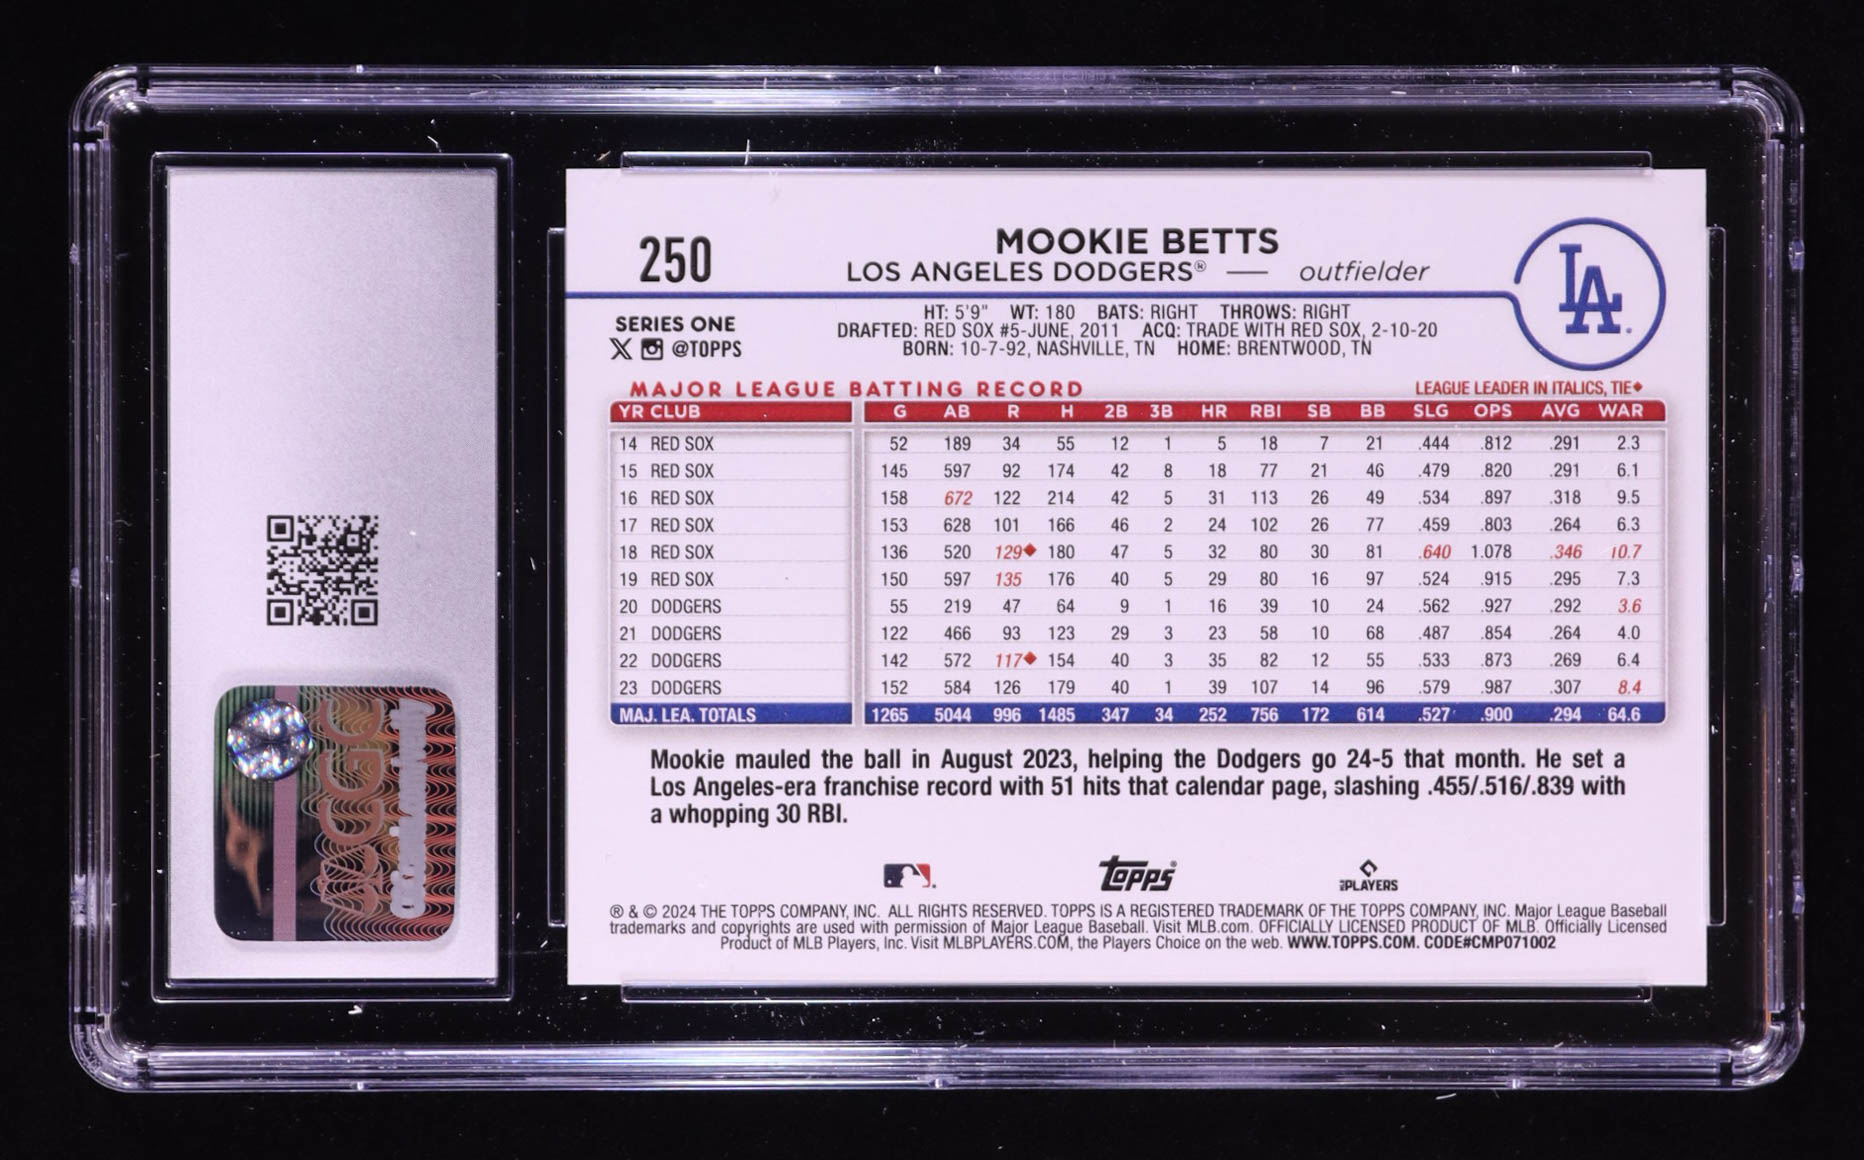 250
MOOKIE BETTS
LOS ANGELES DODGERS® — outfielder
LA
SERIES ONE
X @TOPPS
HT: 5'9" WT: 180 BATS: RIGHT THROWS: RIGHT
DRAFTED: RED SOX #5-JUNE, 2011 ACQ: TRADE WITH RED SOX, 2-10-20
BORN: 10-7-92, NASHVILLE, TN HOME: BRENTWOOD, TN
MAJOR LEAGUE BATTING RECORD LEAGUE LEADER IN ITALICS, TIE◆
YR CLUB G AB R H 2B 3B HR RBI SB BB SLG OPS AVG WAR
14 RED SOX 52 189 34 55 12 1 5 18 7 21 .444 .812 .291 2.3
15 RED SOX 145 597 92 174 42 8 18 77 21 46 .479 .820 .291 6.1
16 RED SOX 158 672 122 214 42 5 31 113 26 49 .534 .897 .318 9.5
17 RED SOX 153 628 101 166 46 2 24 102 26 77 .459 .803 .264 6.3
18 RED SOX 136 520 129◆ 180 47 5 32 80 30 81 .640 1.078 .346 10.7
19 RED SOX 150 597 135 176 40 5 29 80 16 97 .524 .915 .295 7.3
20 DODGERS 55 219 47 64 9 1 16 39 10 24 .562 .927 .292 3.6
21 DODGERS 122 466 93 123 29 3 23 58 10 68 .487 .854 .264 4.0
22 DODGERS 142 572 117◆ 154 40 3 35 82 12 55 .533 .873 .269 6.4
23 DODGERS 152 584 126 179 40 1 39 107 14 96 .579 .987 .307 8.4
MAJ. LEA. TOTALS 1265 5044 996 1485 347 34 252 756 172 614 .527 .900 .294 64.6
Mookie mauled the ball in August 2023, helping the Dodgers go 24-5 that month. He set a
Los Angeles-era franchise record with 51 hits that calendar page, slashing .455/.516/.839 with
a whopping 30 RBI.
topps®
PLAYERS
® & © 2024 THE TOPPS COMPANY, INC. ALL RIGHTS RESERVED. TOPPS IS A REGISTERED TRADEMARK OF THE TOPPS COMPANY, INC. Major League Baseball
trademarks and copyrights are used with permission of Major League Baseball. Visit MLB.com. OFFICIALLY LICENSED PRODUCT OF MLB. Officially Licensed
Product of MLB Players, Inc. Visit MLBPLAYERS.COM, the Players Choice on the web. WWW.TOPPS.COM. CODE#CMP071002
CGC